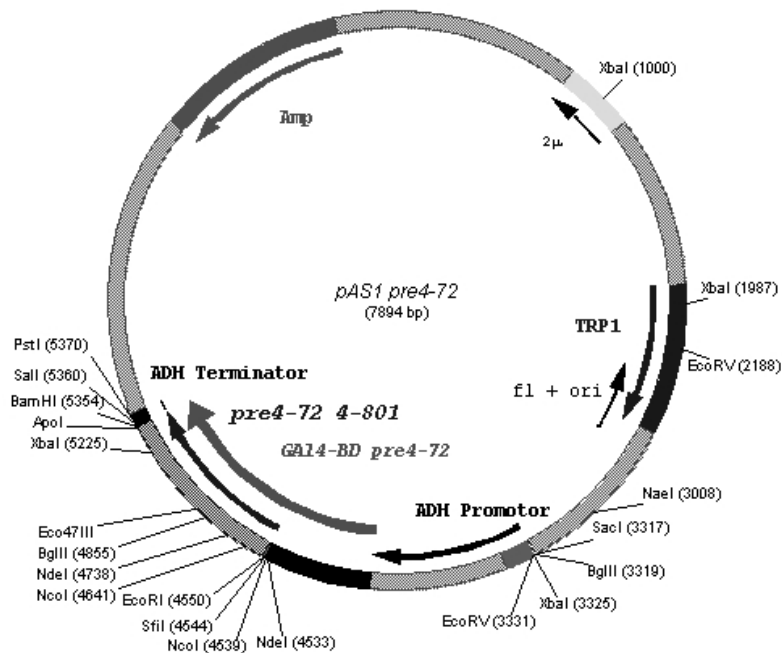 XbaI (1000)
Amp
2µ
pAS1 pre4-72
(7894 bp)
XbaI (1987)
TRP1
EcoRV (2188)
PstI (5370)
SalI (5360)
BamHI (5354)
ApoI
XbaI (5225)
ADH Terminator
f1 + ori
pre4-72 4-801
GAl4-BD pre4-72
ADH Promotor
NaeI (3008)
SacI (3317)
BglII (3319)
XbaI (3325)
EcoRV (3331)
Eco47III
BglII (4855)
NdeI (4738)
NcoI (4641)
EcoRI (4550)
SfiI (4544)
NcoI (4539)
NdeI (4533)